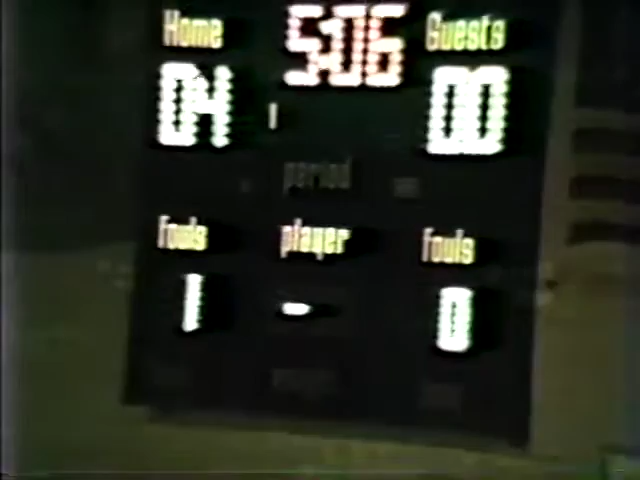 Home 5:06 Guests
04 00
period
fouls player fouls
1 - 0